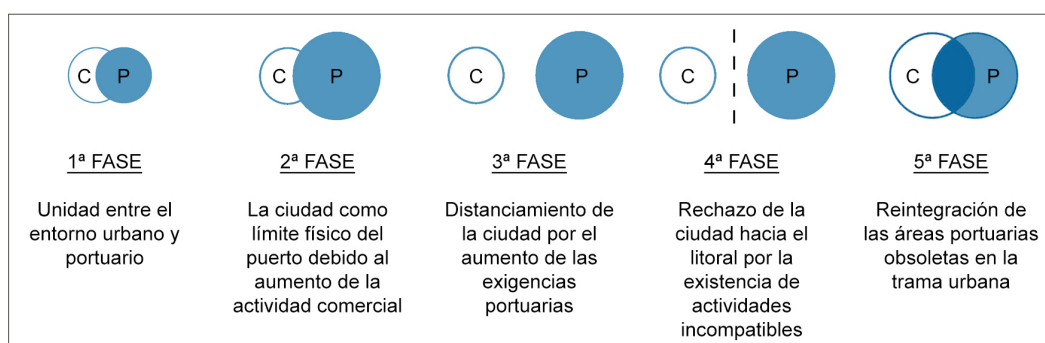 C P
C P
C P
C P
C P
1ª FASE
Unidad entre el
entorno urbano y
portuario
2ª FASE
La ciudad como
límite físico del
puerto debido al
aumento de la
actividad comercial
3ª FASE
Distanciamiento de
la ciudad por el
aumento de las
exigencias
portuarias
4ª FASE
Rechazo de la
ciudad hacia el
litoral por la
existencia de
actividades
incompatibles
5ª FASE
Reintegración de
las áreas portuarias
obsoletas en la
trama urbana